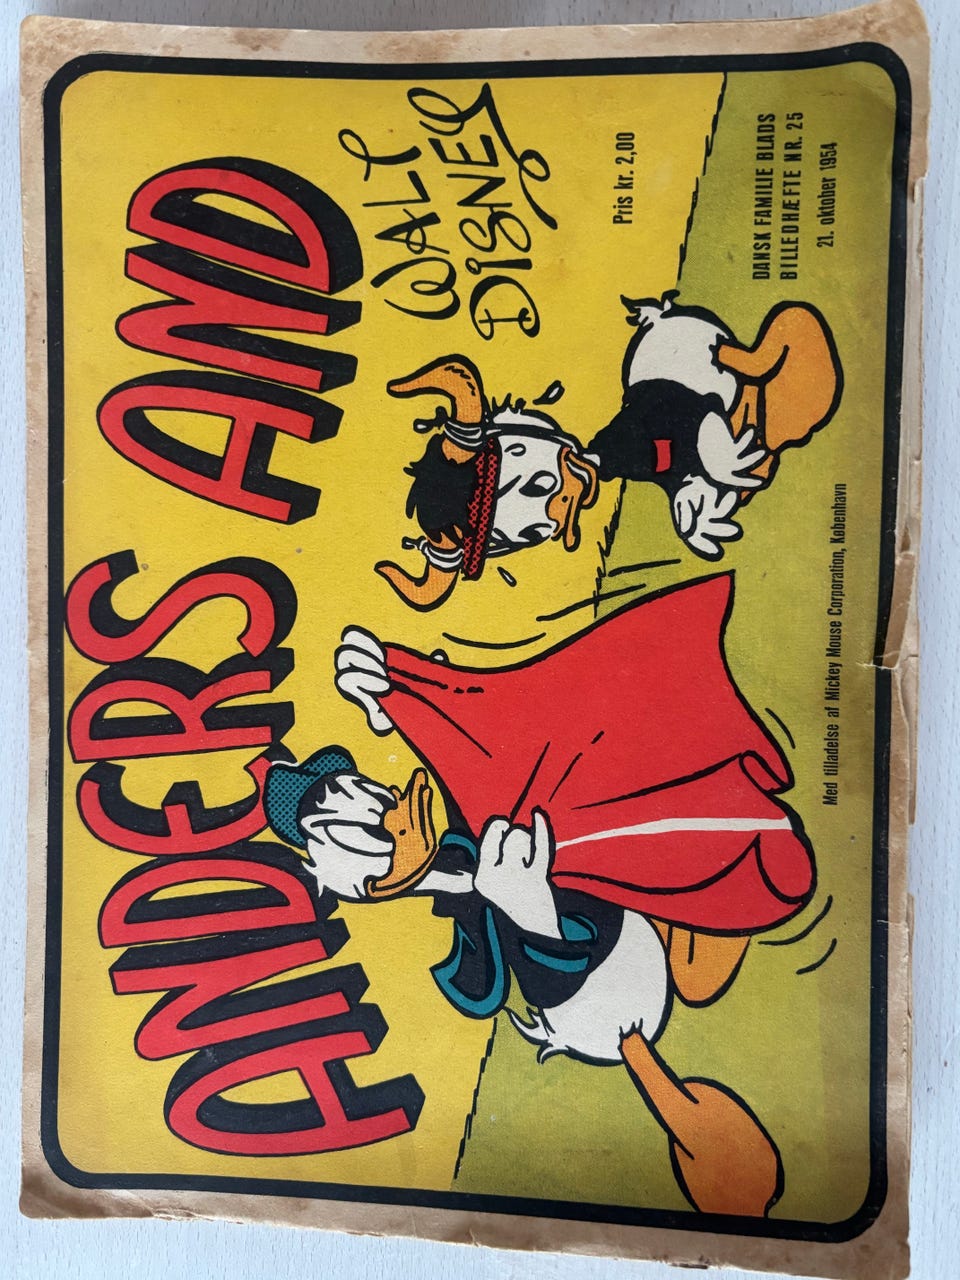 ANDERS AND
WALT
DISNEY
Pris kr. 2,00
DANSK FAMILIE BLADS
BILLEDHÆFTE NR. 25
21. oktober 1954
Med tilladelse af Mickey Mouse Corporation, København